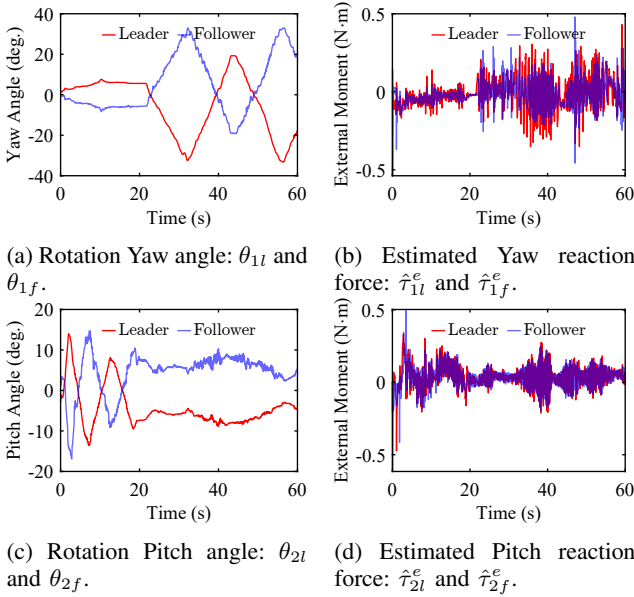 40
20
0
-20
-40
Yaw Angle (deg.)
Leader Follower
0 20 40 60
Time (s)
0.5
0
-0.5
External Moment (N·m)
Leader Follower
0 20 40 60
Time (s)
(a) Rotation Yaw angle: θ1l and
θ1f.
(b) Estimated Yaw reaction
force: τ̂ᵉ1l and τ̂ᵉ1f.
20
10
0
-10
-20
Pitch Angle (deg.)
Leader Follower
0 20 40 60
Time (s)
0.5
0
-0.5
External Moment (N·m)
Leader Follower
0 20 40 60
Time (s)
(c) Rotation Pitch angle: θ2l
and θ2f.
(d) Estimated Pitch reaction
force: τ̂ᵉ2l and τ̂ᵉ2f.